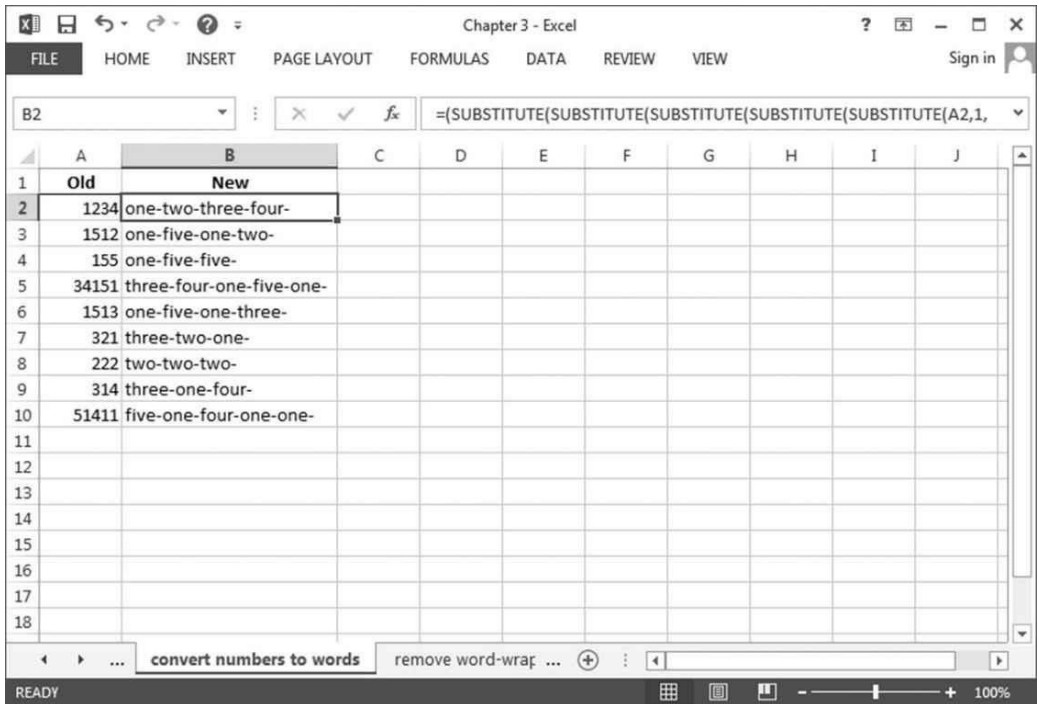 Chapter 3 - Excel ?
FILE HOME INSERT PAGE LAYOUT FORMULAS DATA REVIEW VIEW Sign in
B2 fx =(SUBSTITUTE(SUBSTITUTE(SUBSTITUTE(SUBSTITUTE(SUBSTITUTE(A2,1,
A B C D E F G H I J
1 Old New
2 1234 one-two-three-four-
3 1512 one-five-one-two-
4 155 one-five-five-
5 34151 three-four-one-five-one-
6 1513 one-five-one-three-
7 321 three-two-one-
8 222 two-two-two-
9 314 three-one-four-
10 51411 five-one-four-one-one-
11
12
13
14
15
16
17
18
... convert numbers to words remove word-wrap ...
READY 100%